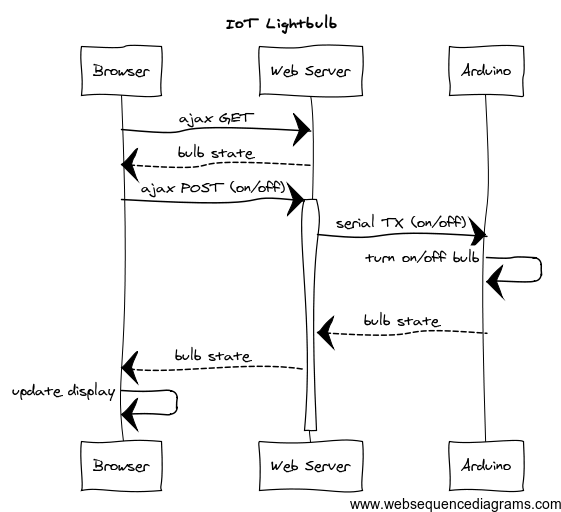 IoT Lightbulb
Browser
Web Server
Arduino
ajax GET
bulb state
ajax POST (on/off)
serial TX (on/off)
turn on/off bulb
bulb state
bulb state
update display
Browser
Web Server
Arduino
www.websequencediagrams.com